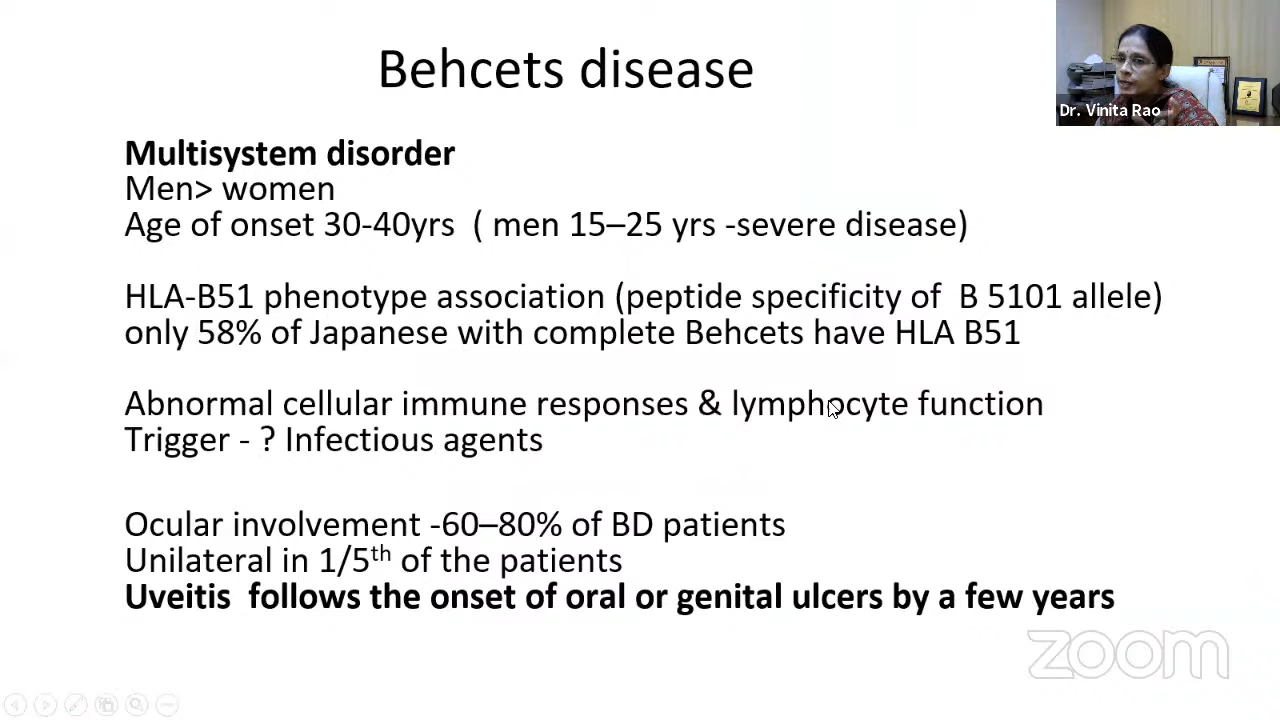 Behcets disease
Dr. Vinita Rao
Multisystem disorder
Men> women
Age of onset 30-40yrs ( men 15–25 yrs -severe disease)
HLA-B51 phenotype association (peptide specificity of B 5101 allele)
only 58% of Japanese with complete Behcets have HLA B51
Abnormal cellular immune responses & lymphocyte function
Trigger - ? Infectious agents
Ocular involvement -60–80% of BD patients
Unilateral in 1/5th of the patients
Uveitis follows the onset of oral or genital ulcers by a few years
zoom